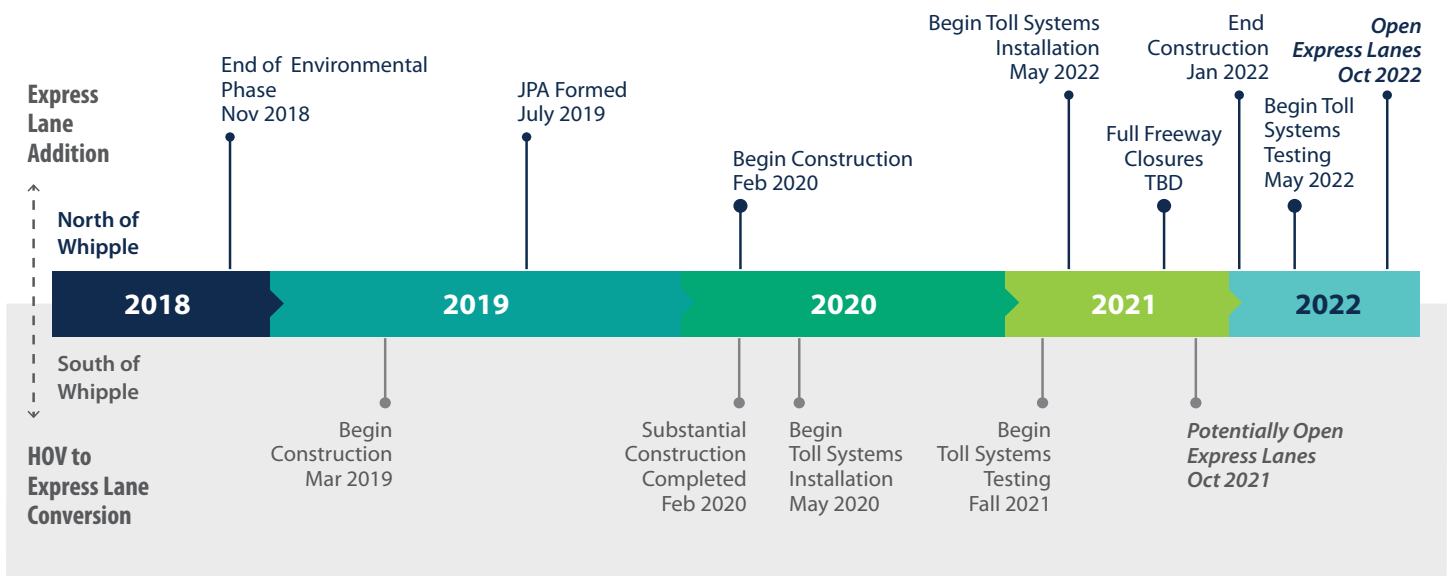 Express
Lane
Addition
North of
Whipple
End of Environmental
Phase
Nov 2018
JPA Formed
July 2019
Begin Construction
Feb 2020
Begin Toll Systems
Installation
May 2022
Full Freeway
Closures
TBD
End
Construction
Jan 2022
Begin Toll
Systems
Testing
May 2022
Open
Express Lanes
Oct 2022
2018
2019
2020
2021
2022
South of
Whipple
HOV to
Express Lane
Conversion
Begin
Construction
Mar 2019
Substantial
Construction
Completed
Feb 2020
Begin
Toll Systems
Installation
May 2020
Begin
Toll Systems
Testing
Fall 2021
Potentially Open
Express Lanes
Oct 2021